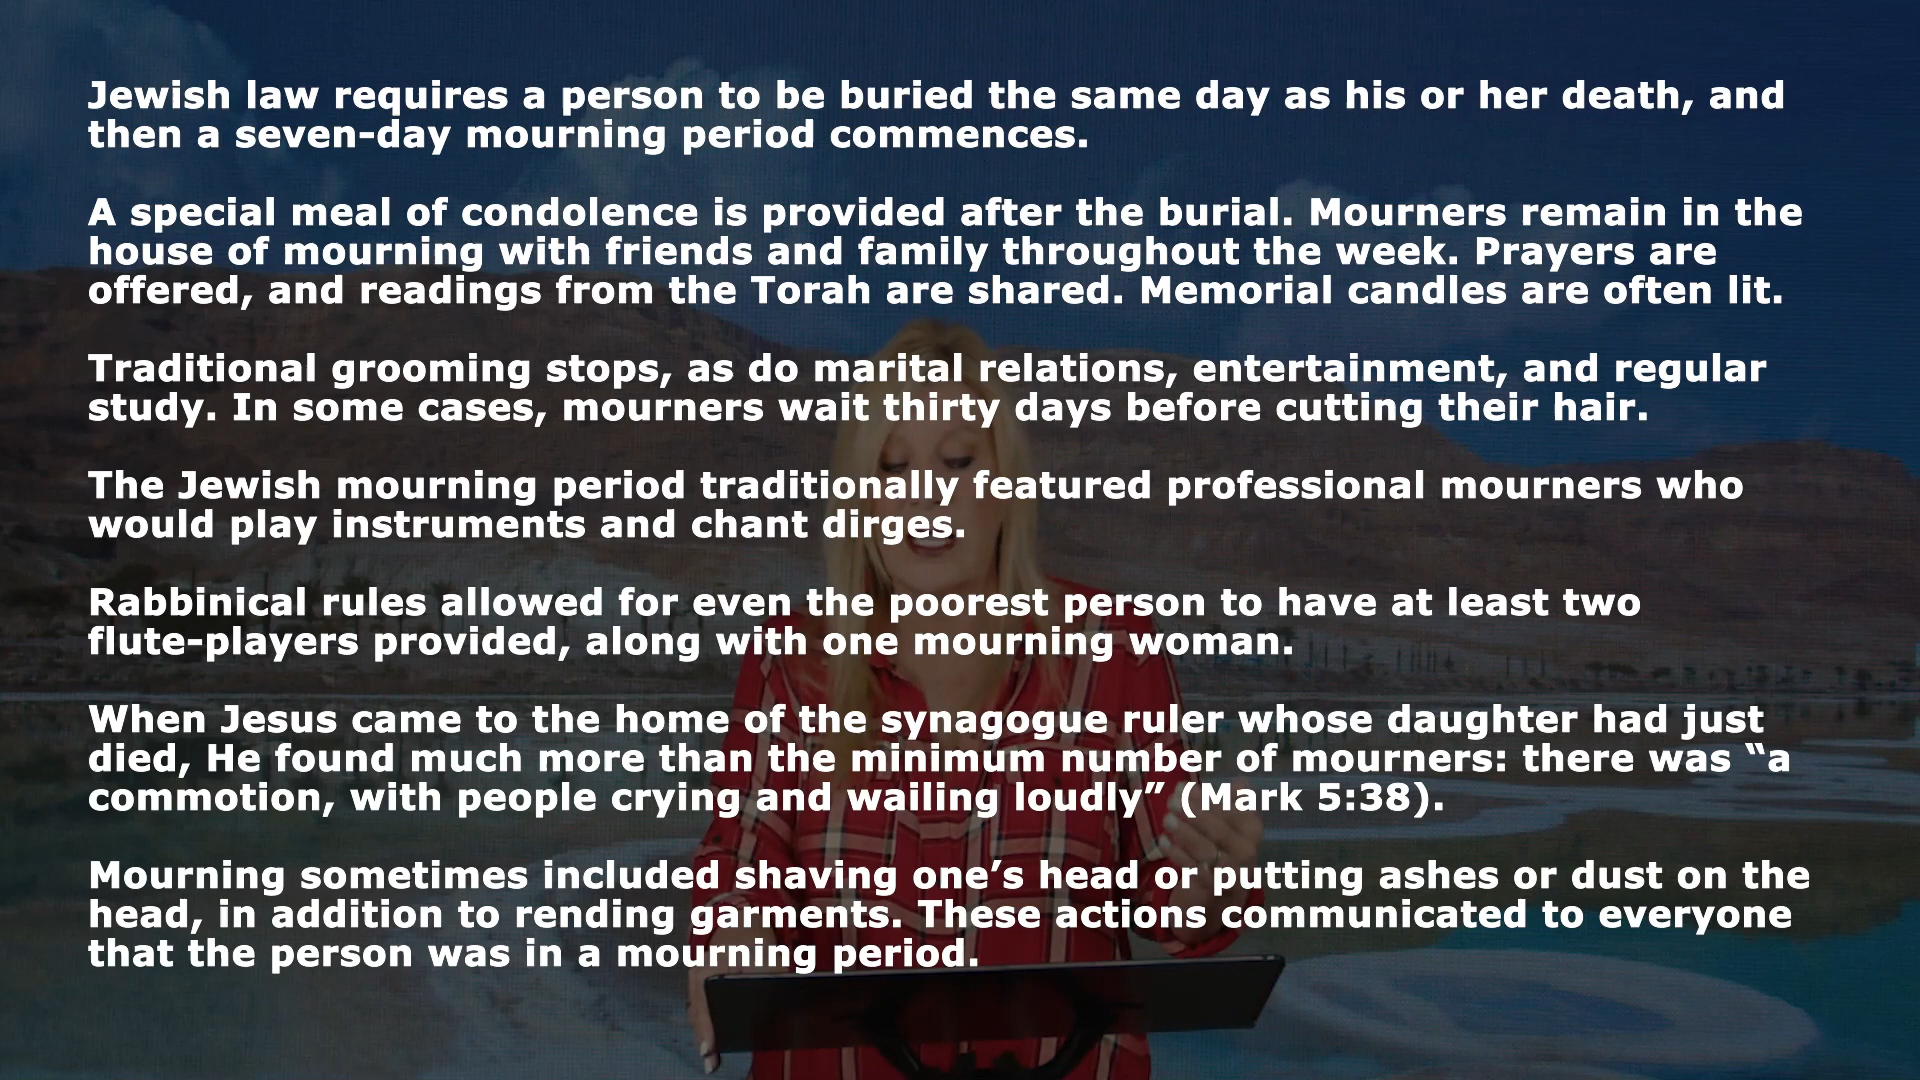 Jewish law requires a person to be buried the same day as his or her death, and
then a seven-day mourning period commences.
A special meal of condolence is provided after the burial. Mourners remain in the
house of mourning with friends and family throughout the week. Prayers are
offered, and readings from the Torah are shared. Memorial candles are often lit.
Traditional grooming stops, as do marital relations, entertainment, and regular
study. In some cases, mourners wait thirty days before cutting their hair.
The Jewish mourning period traditionally featured professional mourners who
would play instruments and chant dirges.
Rabbinical rules allowed for even the poorest person to have at least two
flute-players provided, along with one mourning woman.
When Jesus came to the home of the synagogue ruler whose daughter had just
died, He found much more than the minimum number of mourners: there was “a
commotion, with people crying and wailing loudly” (Mark 5:38).
Mourning sometimes included shaving one’s head or putting ashes or dust on the
head, in addition to rending garments. These actions communicated to everyone
that the person was in a mourning period.